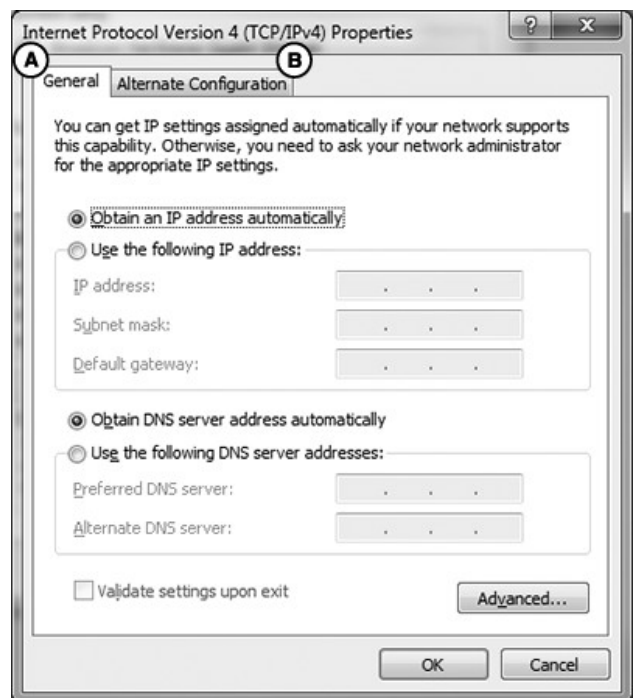 Internet Protocol Version 4 (TCP/IPv4) Properties
? X
A B
General Alternate Configuration
You can get IP settings assigned automatically if your network supports
this capability. Otherwise, you need to ask your network administrator
for the appropriate IP settings.
Obtain an IP address automatically
Use the following IP address:
IP address:
Subnet mask:
Default gateway:
Obtain DNS server address automatically
Use the following DNS server addresses:
Preferred DNS server:
Alternate DNS server:
Validate settings upon exit
Advanced...
OK Cancel